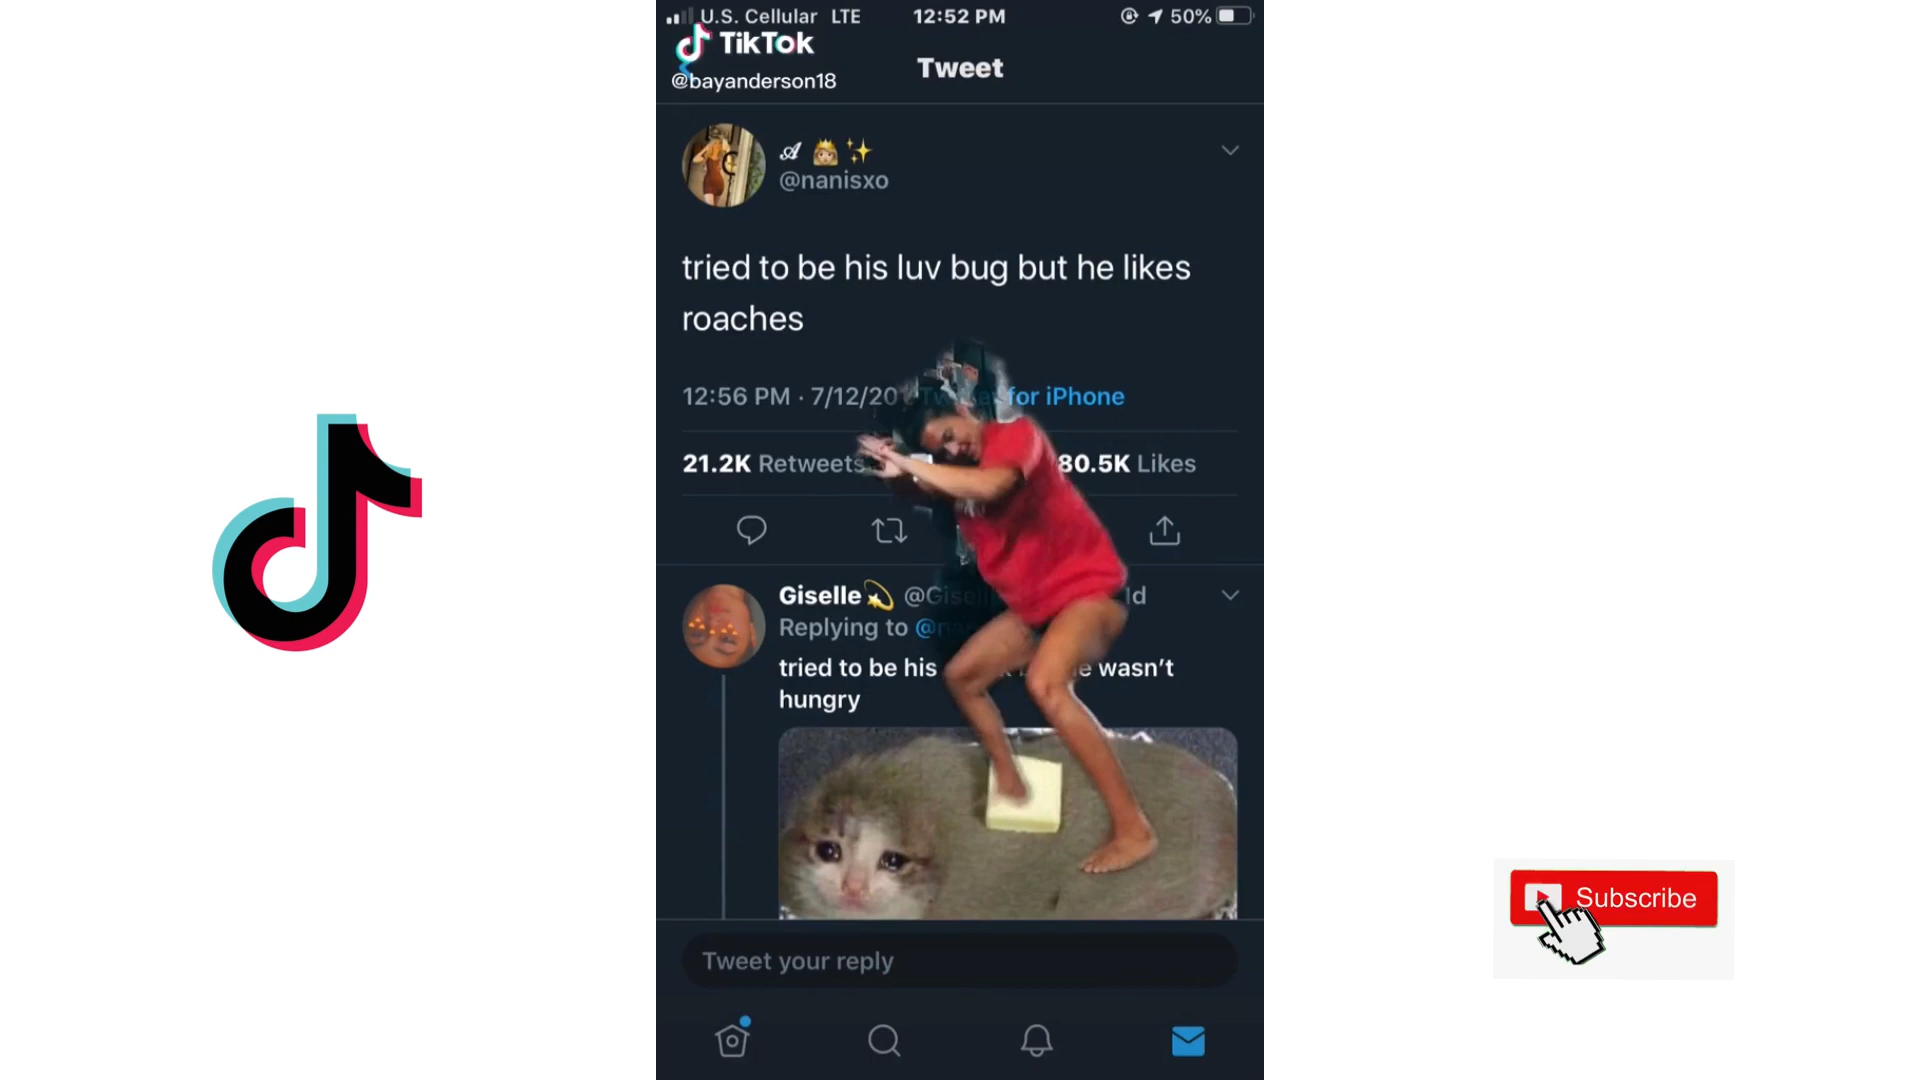 U.S. Cellular LTE 12:52 PM 50%
TikTok
@bayanderson18
Tweet
𝒜 👸🏼✨
@nanisxo
tried to be his luv bug but he likes
roaches
12:56 PM · 7/12/20 for iPhone
21.2K Retweets 80.5K Likes
Giselle💫
Replying to
tried to be his wasn’t
hungry
Tweet your reply
Subscribe